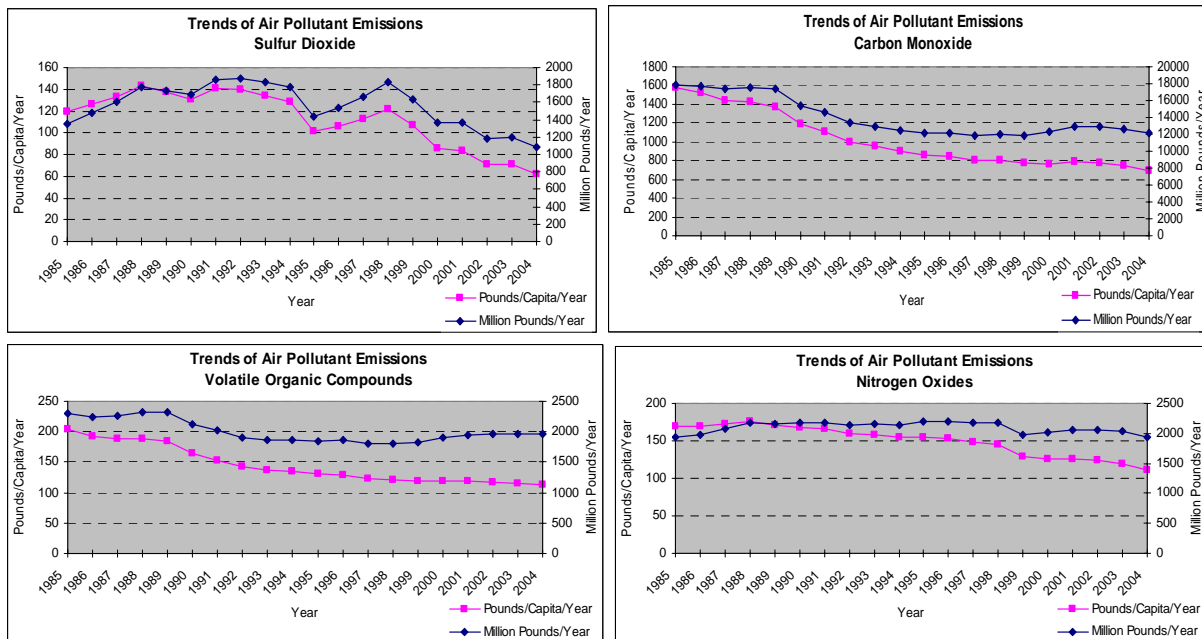 Trends of Air Pollutant Emissions
Sulfur Dioxide
Pounds/Capita/Year
160
140
120
100
80
60
40
20
0
2000
1800
1600
1400
1200
1000
800
600
400
200
0
Million Pounds/Year
1985 1986 1987 1988 1989 1990 1991 1992 1993 1994 1995 1996 1997 1998 1999 2000 2001 2002 2003 2004
Year
Pounds/Capita/Year
Million Pounds/Year
Trends of Air Pollutant Emissions
Carbon Monoxide
Pounds/Capita/Year
1800
1600
1400
1200
1000
800
600
400
200
0
20000
18000
16000
14000
12000
10000
8000
6000
4000
2000
0
Million Pounds/Year
1985 1986 1987 1988 1989 1990 1991 1992 1993 1994 1995 1996 1997 1998 1999 2000 2001 2002 2003 2004
Year
Pounds/Capita/Year
Million Pounds/Year
Trends of Air Pollutant Emissions
Volatile Organic Compounds
Pounds/Capita/Year
250
200
150
100
50
0
2500
2000
1500
1000
500
0
Million Pounds/Year
1985 1986 1987 1988 1989 1990 1991 1992 1993 1994 1995 1996 1997 1998 1999 2000 2001 2002 2003 2004
Year
Pounds/Capita/Year
Million Pounds/Year
Trends of Air Pollutant Emissions
Nitrogen Oxides
Pounds/Capita/Year
200
150
100
50
0
2500
2000
1500
1000
500
0
Million Pounds/Year
1985 1986 1987 1988 1989 1990 1991 1992 1993 1994 1995 1996 1997 1998 1999 2000 2001 2002 2003 2004
Year
Pounds/Capita/Year
Million Pounds/Year